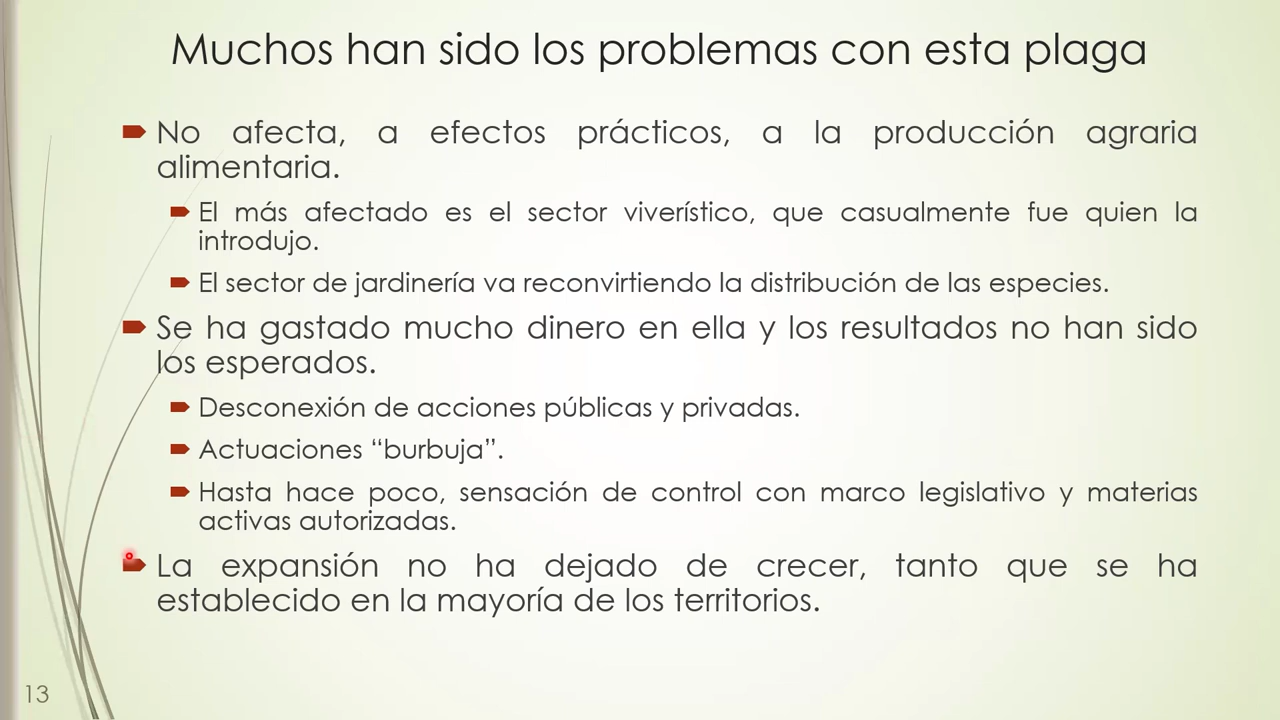 Muchos han sido los problemas con esta plaga
No afecta, a efectos prácticos, a la producción agraria
alimentaria.
El más afectado es el sector viverístico, que casualmente fue quien la
introdujo.
El sector de jardinería va reconvirtiendo la distribución de las especies.
Se ha gastado mucho dinero en ella y los resultados no han sido
los esperados.
Desconexión de acciones públicas y privadas.
Actuaciones “burbuja”.
Hasta hace poco, sensación de control con marco legislativo y materias
activas autorizadas.
La expansión no ha dejado de crecer, tanto que se ha
establecido en la mayoría de los territorios.
13